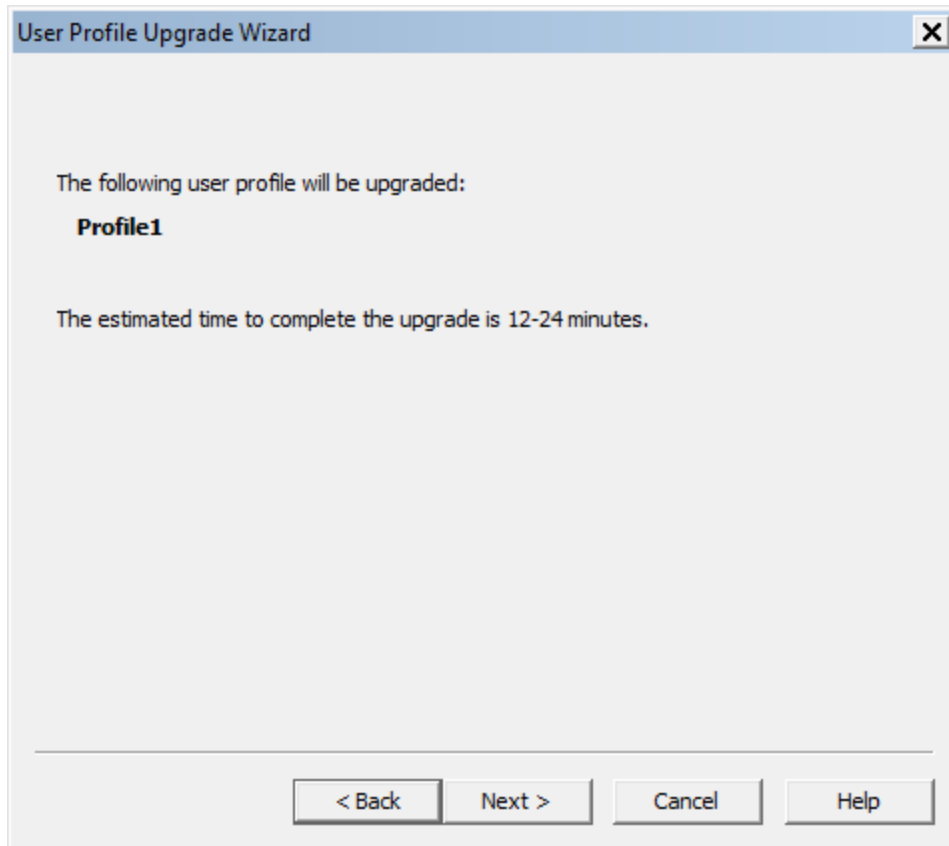 User Profile Upgrade Wizard
The following user profile will be upgraded:
Profile1
The estimated time to complete the upgrade is 12-24 minutes.
< Back Next > Cancel Help